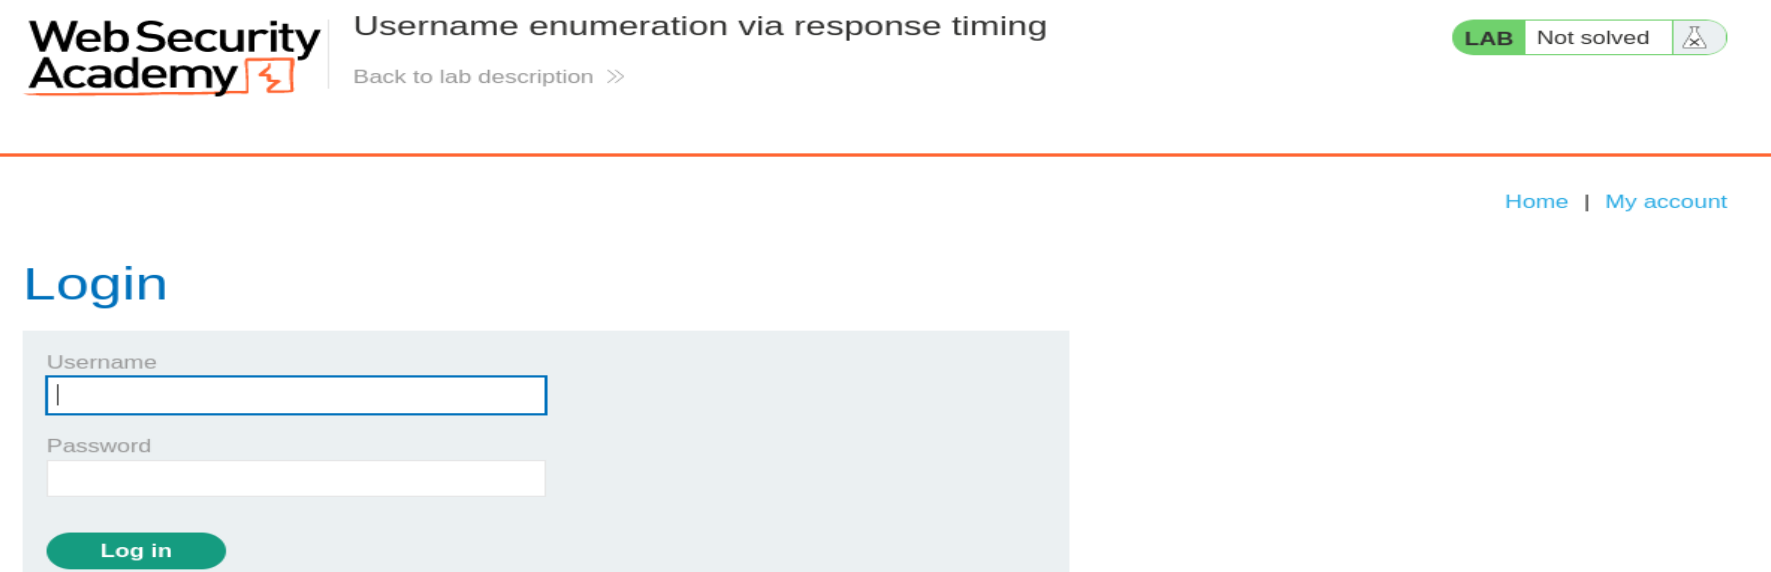 Web Security
Academy
Username enumeration via response timing
Back to lab description
LAB Not solved
Home | My account
Login
Username
Password
Log in